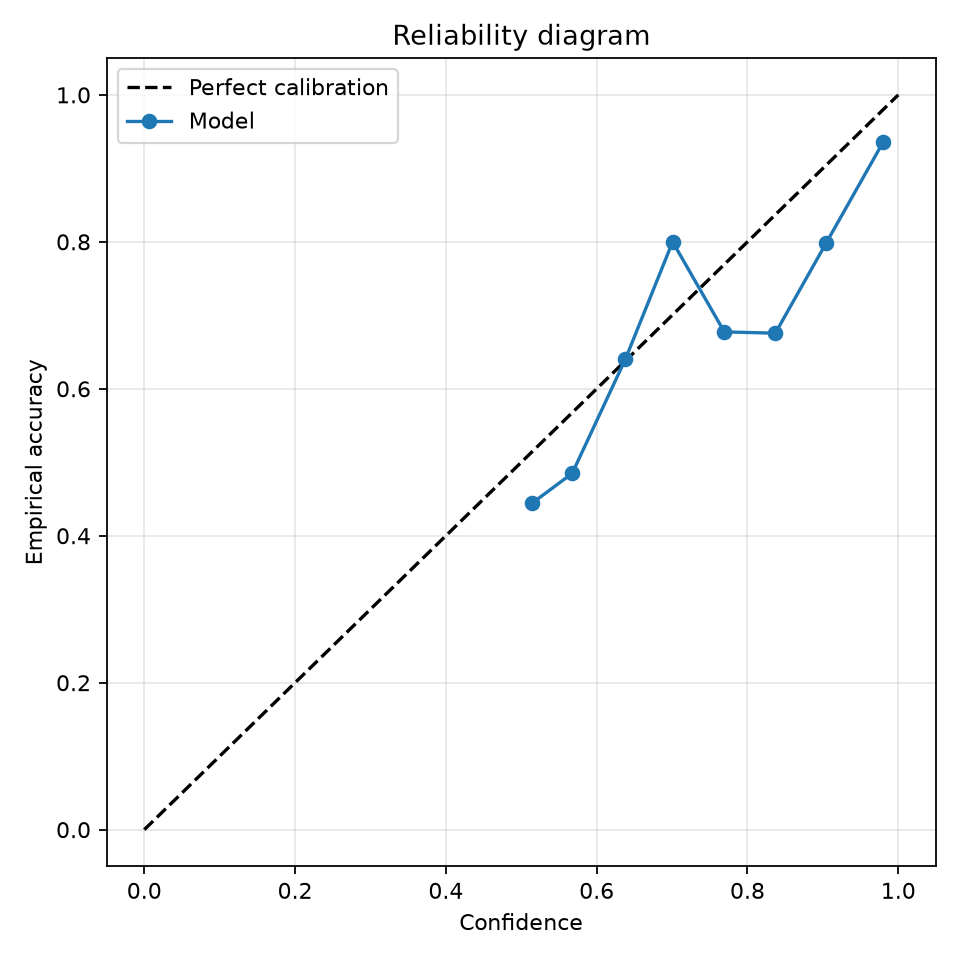 Reliability diagram
Perfect calibration
Model
1.0
0.8
0.6
0.4
0.2
0.0
Empirical accuracy
0.0 0.2 0.4 0.6 0.8 1.0
Confidence